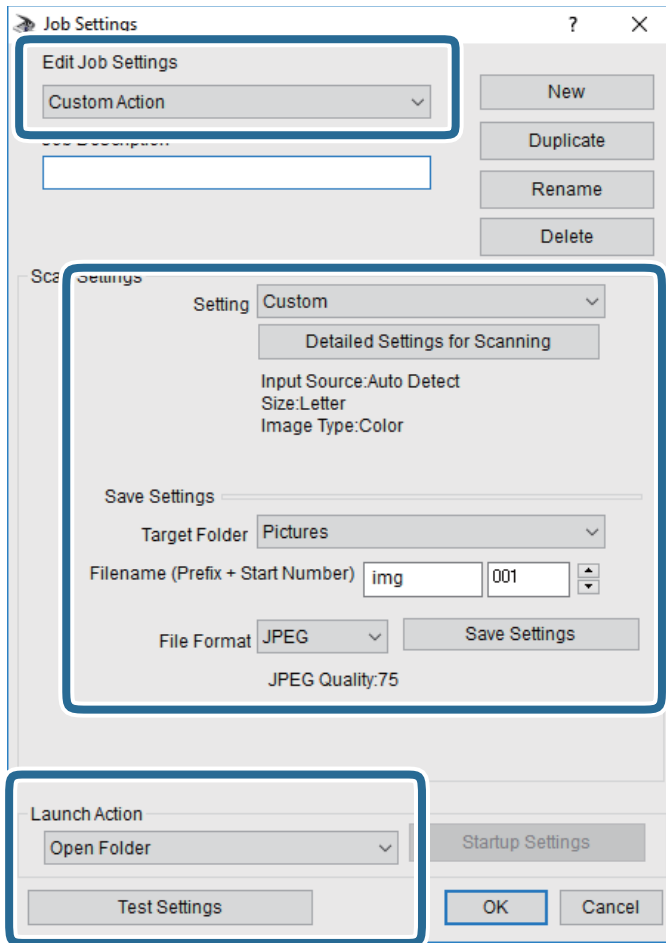 Job Settings ?
Edit Job Settings
Custom Action
New
Duplicate
Rename
Delete
Setting Custom
Detailed Settings for Scanning
Input Source:Auto Detect
Size:Letter
Image Type:Color
Save Settings
Target Folder Pictures
Filename (Prefix + Start Number) img 001
File Format JPEG Save Settings
JPEG Quality:75
Launch Action
Open Folder Startup Settings
Test Settings OK Cancel